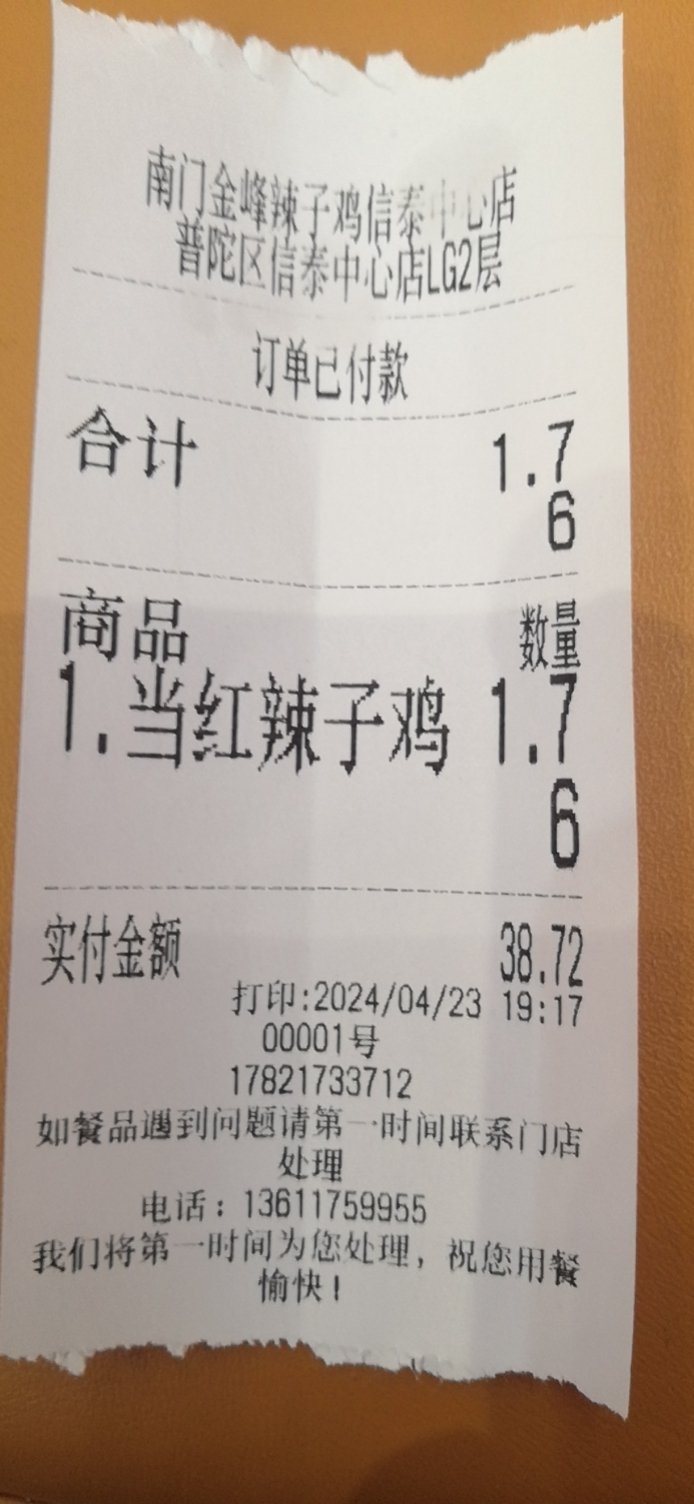 南门金峰辣子鸡信泰中心店
普陀区信泰中心店LG2层
订单已付款
合计 1.7
6
商品 数量
1.当红辣子鸡 1.7
6
实付金额 38.72
打印:2024/04/23 19:17
00001号
17821733712
如餐品遇到问题请第一时间联系门店
处理
电话：13611759955
我们将第一时间为您处理，祝您用餐
愉快！